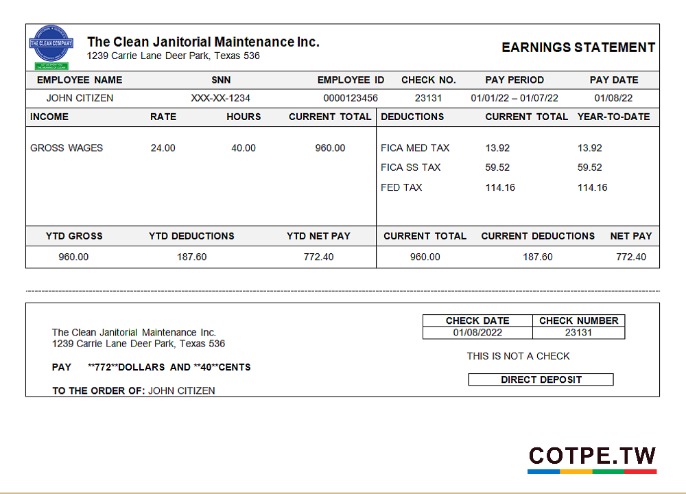 THE CLEAN COMPANY
The Clean Janitorial Maintenance Inc.
1239 Carrie Lane Deer Park, Texas 536
EARNINGS STATEMENT
EMPLOYEE NAME SNN EMPLOYEE ID CHECK NO. PAY PERIOD PAY DATE
JOHN CITIZEN XXX-XX-1234 0000123456 23131 01/01/22 – 01/07/22 01/08/22
INCOME RATE HOURS CURRENT TOTAL DEDUCTIONS CURRENT TOTAL YEAR-TO-DATE
GROSS WAGES 24.00 40.00 960.00 FICA MED TAX 13.92 13.92
FICA SS TAX 59.52 59.52
FED TAX 114.16 114.16
YTD GROSS YTD DEDUCTIONS YTD NET PAY CURRENT TOTAL CURRENT DEDUCTIONS NET PAY
960.00 187.60 772.40 960.00 187.60 772.40
CHECK DATE CHECK NUMBER
01/08/2022 23131
The Clean Janitorial Maintenance Inc.
1239 Carrie Lane Deer Park, Texas 536
THIS IS NOT A CHECK
PAY **772**DOLLARS AND **40**CENTS
DIRECT DEPOSIT
TO THE ORDER OF: JOHN CITIZEN
COTPE.TW